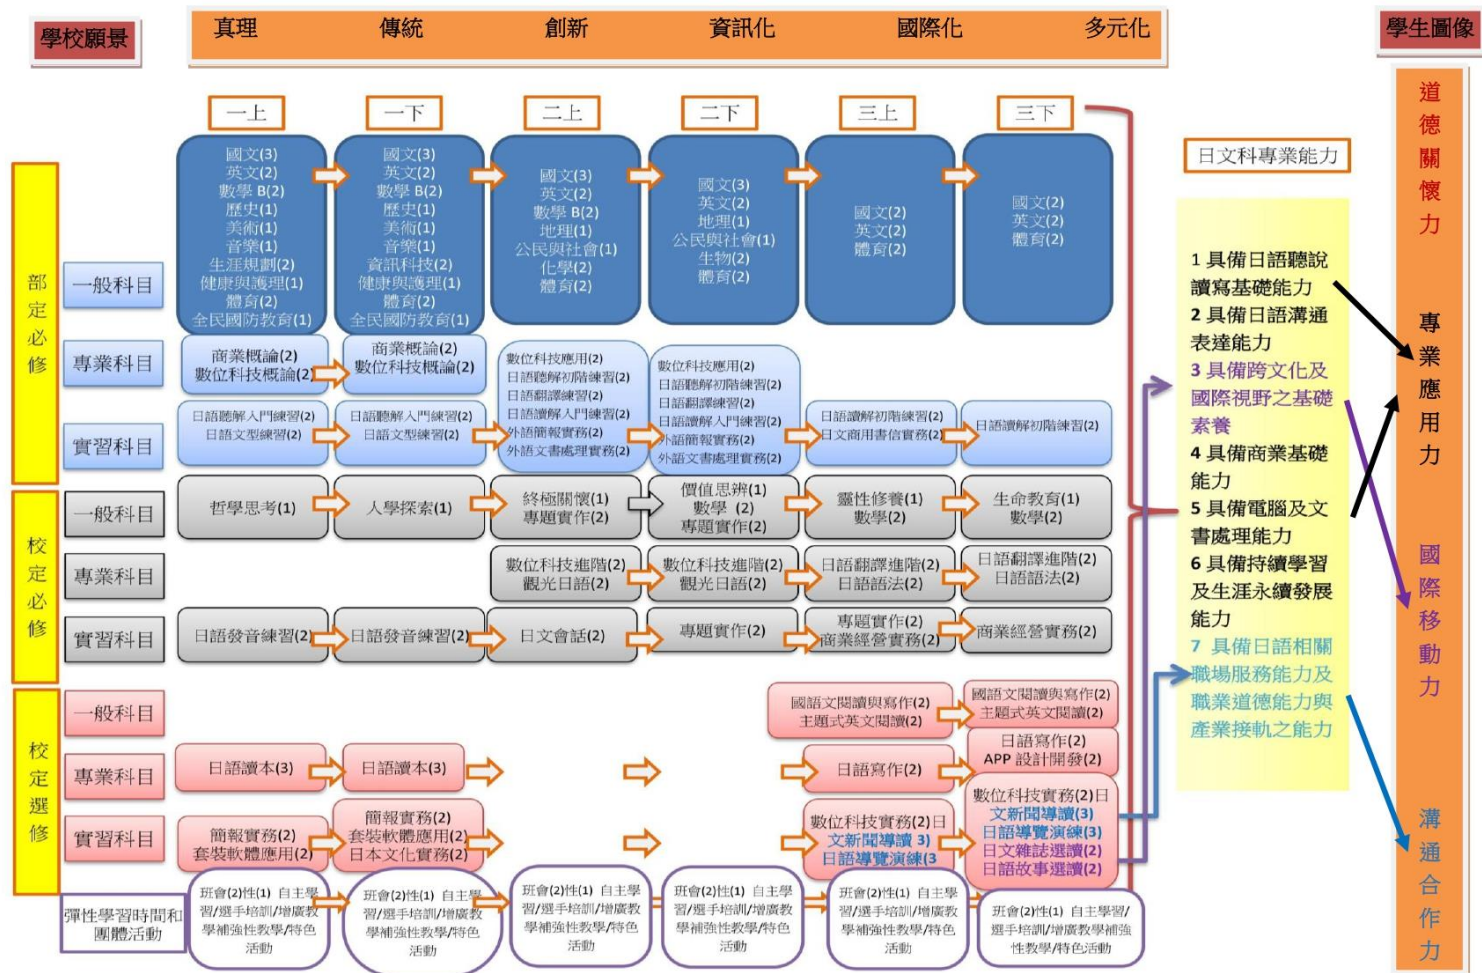 學校願景
真理 傳統 創新 資訊化 國際化 多元化
學生圖像
一上 一下 二上 二下 三上 三下
部定必修
一般科目
國文(3)
英文(2)
數學 B(2)
歷史(1)
美術(1)
音樂(1)
生涯規劃(2)
健康與護理(1)
體育(2)
全民國防教育(1)
國文(3)
英文(2)
數學 B(2)
歷史(1)
美術(1)
音樂(1)
資訊科技(2)
健康與護理(1)
體育(2)
全民國防教育(1)
國文(3)
英文(2)
數學 B(2)
地理(1)
公民與社會(1)
化學(2)
體育(2)
國文(3)
英文(2)
地理(1)
公民與社會(1)
生物(2)
體育(2)
國文(2)
英文(2)
體育(2)
國文(2)
英文(2)
體育(2)
專業科目
商業概論(2)
數位科技概論(2)
商業概論(2)
數位科技概論(2)
實習科目
日語聽解入門練習(2)
日語文型練習(2)
日語聽解入門練習(2)
日語文型練習(2)
數位科技應用(2)
日語聽解初階練習(2)
日語翻譯練習(2)
日語讀解入門練習(2)
外語簡報實務(2)
外語文書處理實務(2)
數位科技應用(2)
日語聽解初階練習(2)
日語翻譯練習(2)
日語讀解入門練習(2)
外語簡報實務(2)
外語文書處理實務(2)
日語讀解初階練習(2)
日文商用書信實務(2)
日語讀解初階練習(2)
校定必修
一般科目
哲學思考(1)
人學探索(1)
終極關懷(1)
專題實作(2)
價值思辨(1)
數學 (2)
專題實作(2)
靈性修養(1)
數學(2)
生命教育(1)
數學(2)
專業科目
數位科技進階(2)
觀光日語(2)
數位科技進階(2)
觀光日語(2)
日語翻譯進階(2)
日語語法(2)
日語翻譯進階(2)
日語語法(2)
實習科目
日語發音練習(2)
日語發音練習(2)
日文會話(2)
專題實作(2)
專題實作(2)
商業經營實務(2)
商業經營實務(2)
校定選修
一般科目
國語文閱讀與寫作(2)
主題式英文閱讀(2)
國語文閱讀與寫作(2)
主題式英文閱讀(2)
專業科目
日語讀本(3)
日語讀本(3)
日語寫作(2)
日語寫作(2)
APP 設計開發(2)
實習科目
簡報實務(2)
套裝軟體應用(2)
簡報實務(2)
套裝軟體應用(2)
日本文化實務(2)
數位科技實務(2)日
文新聞導讀 3)
日語導覽演練(3
數位科技實務(2)日
文新聞導讀(3)
日語導覽演練(3)
日文雜誌選讀(2)
日語故事選讀(2)
彈性學習時間和
團體活動
班會(2)性(1) 自主學
習/選手培訓/增廣教
學補強性教學/特色
活動
班會(2)性(1) 自主學
習/選手培訓/增廣教
學補強性教學/特色
活動
班會(2)性(1) 自主學
習/選手培訓/增廣教
學補強性教學/特色
活動
班會(2)性(1) 自主學
習/選手培訓/增廣教
學補強性教學/特色
活動
班會(2)性(1) 自主學
習/選手培訓/增廣教
學補強性教學/特色
活動
班會(2)性(1) 自主學習/
選手培訓/增廣教學補強
性教學/特色活動
日文科專業能力
1 具備日語聽說
讀寫基礎能力
2 具備日語溝通
表達能力
3 具備跨文化及
國際視野之基礎
素養
4 具備商業基礎
能力
5 具備電腦及文
書處理能力
6 具備持續學習
及生涯永續發展
能力
7 具備日語相關
職場服務能力及
職業道德能力與
產業接軌之能力
道德關懷力
專業應用力
國際移動力
溝通合作力